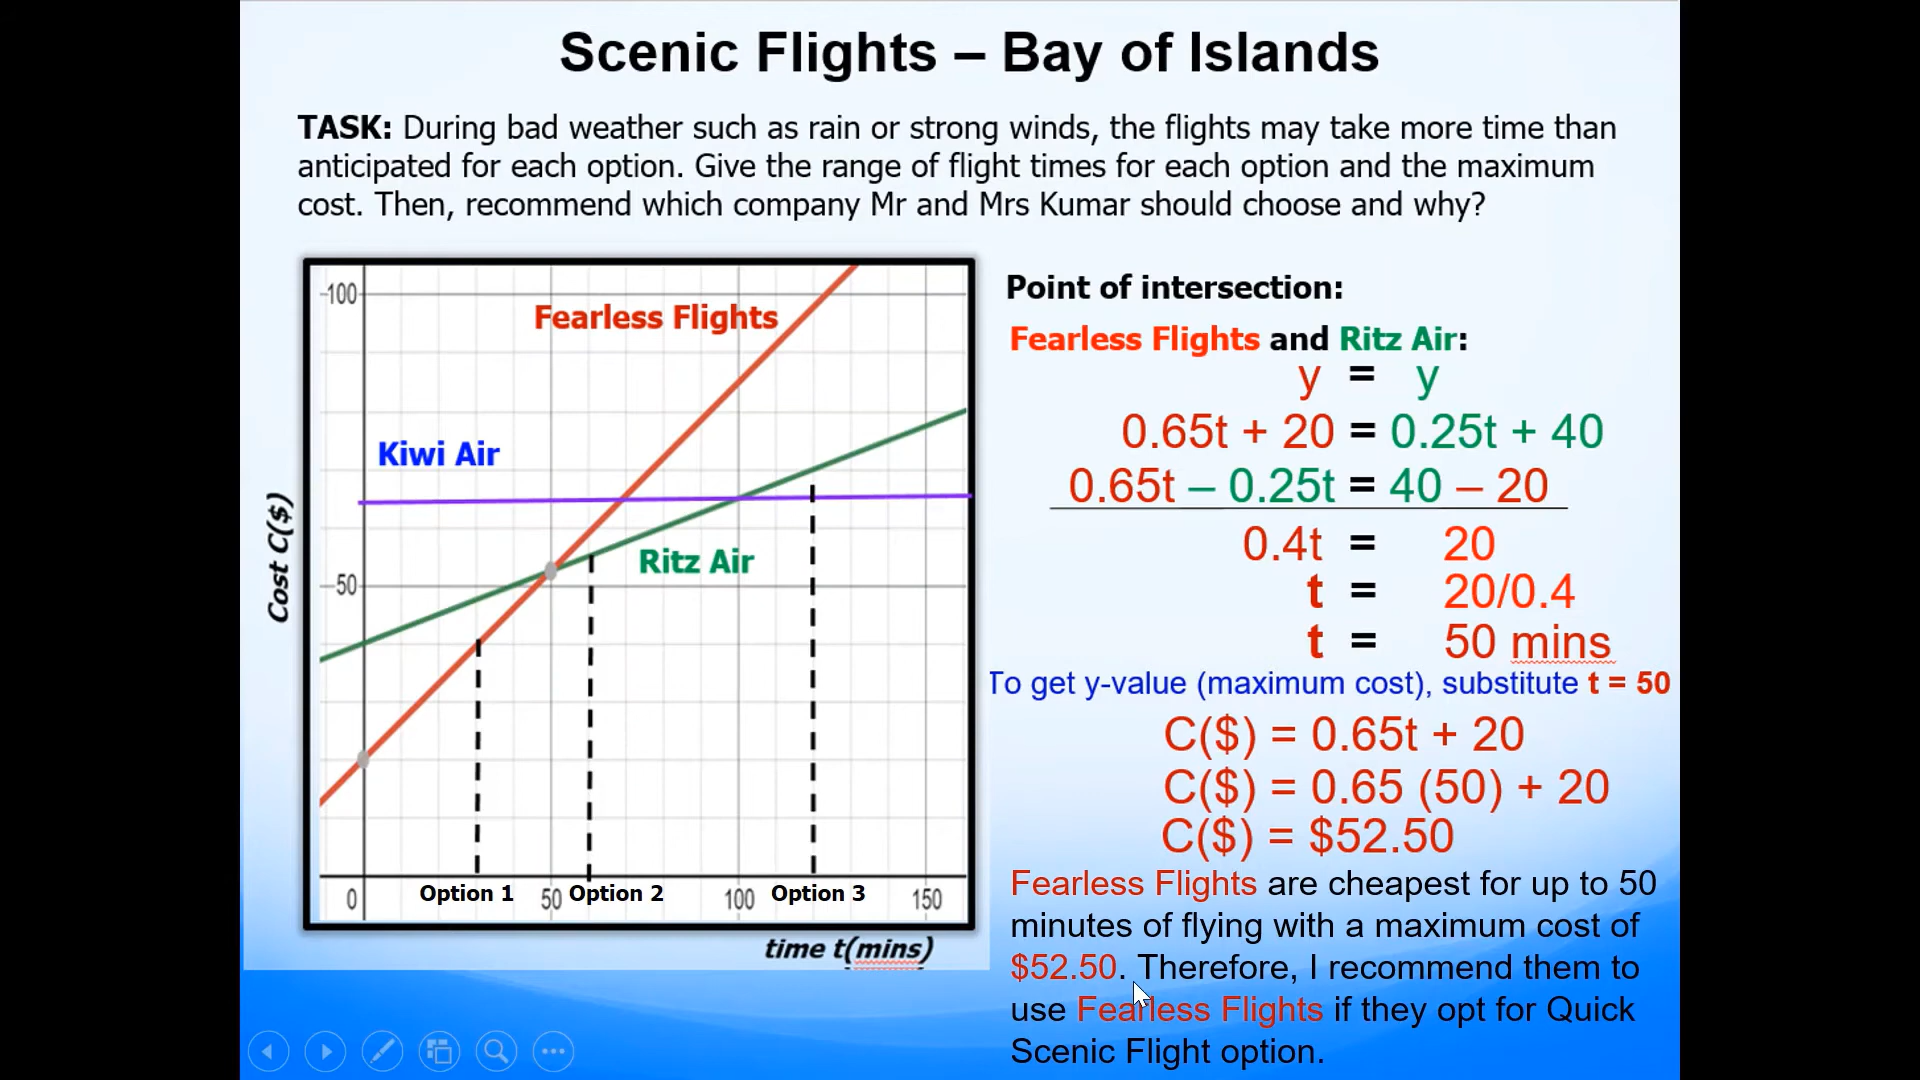 Scenic Flights – Bay of Islands
TASK: During bad weather such as rain or strong winds, the flights may take more time than
anticipated for each option. Give the range of flight times for each option and the maximum
cost. Then, recommend which company Mr and Mrs Kumar should choose and why?
100
Fearless Flights
Kiwi Air
Ritz Air
50
Cost C($)
0
Option 1
50
Option 2
100
Option 3
150
time t(mins)
Point of intersection:
Fearless Flights and Ritz Air:
y = y
0.65t + 20 = 0.25t + 40
0.65t – 0.25t = 40 – 20
0.4t = 20
t = 20/0.4
t = 50 mins
To get y-value (maximum cost), substitute t = 50
C($) = 0.65t + 20
C($) = 0.65 (50) + 20
C($) = $52.50
Fearless Flights are cheapest for up to 50
minutes of flying with a maximum cost of
$52.50. Therefore, I recommend them to
use Fearless Flights if they opt for Quick
Scenic Flight option.